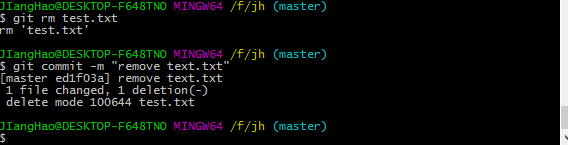 JIangHao@DESKTOP-F648TNO MINGW64 /f/jh (master)
$ git rm test.txt
rm 'test.txt'
JIangHao@DESKTOP-F648TNO MINGW64 /f/jh (master)
$ git commit -m "remove text.txt"
[master ed1f03a] remove text.txt
1 file changed, 1 deletion(-)
delete mode 100644 test.txt
JIangHao@DESKTOP-F648TNO MINGW64 /f/jh (master)
$